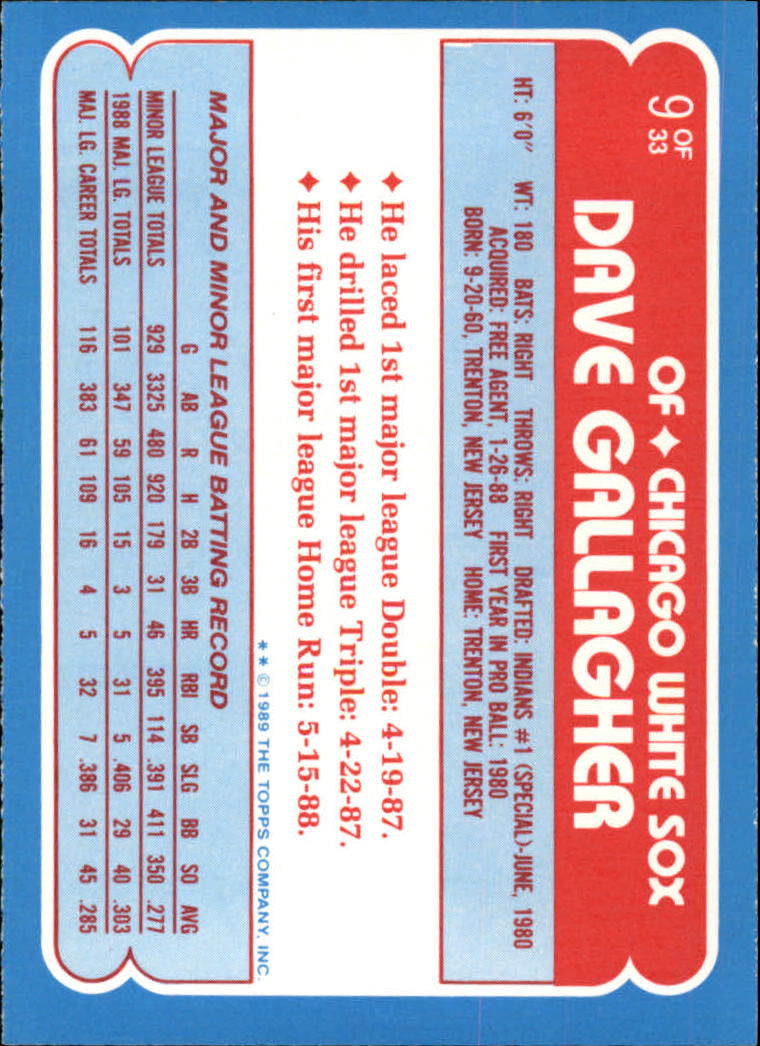 9 OF 33
OF ✦ CHICAGO WHITE SOX
DAVE GALLAGHER
HT: 6'0" WT: 180 BATS: RIGHT THROWS: RIGHT DRAFTED: INDIANS #1 (SPECIAL)-JUNE, 1980
ACQUIRED: FREE AGENT, 1-26-88 FIRST YEAR IN PRO BALL: 1980
BORN: 9-20-60, TRENTON, NEW JERSEY HOME: TRENTON, NEW JERSEY
✦ He laced 1st major league Double: 4-19-87.
✦ He drilled 1st major league Triple: 4-22-87.
✦ His first major league Home Run: 5-15-88.
** © 1989 THE TOPPS COMPANY, INC.
MAJOR AND MINOR LEAGUE BATTING RECORD
G AB R H 2B 3B HR RBI SB SLG BB SO AVG
MINOR LEAGUE TOTALS 929 3325 480 920 179 31 46 395 114 .391 411 350 .277
1988 MAJ. LG. TOTALS 101 347 59 105 15 3 5 31 5 .406 29 40 .303
MAJ. LG. CAREER TOTALS 116 383 61 109 16 4 5 32 7 .386 31 45 .285